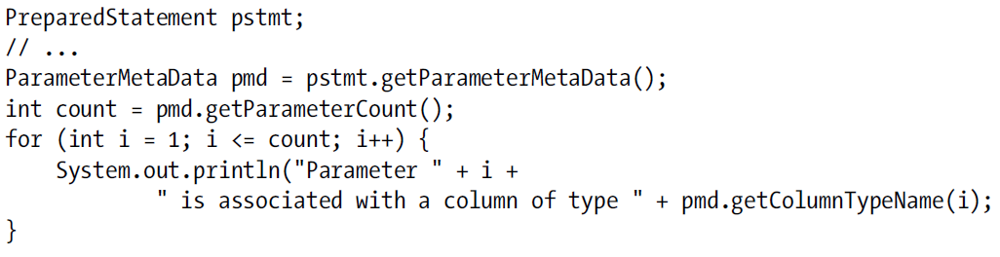 PreparedStatement pstmt;
// ...
ParameterMetaData pmd = pstmt.getParameterMetaData();
int count = pmd.getParameterCount();
for (int i = 1; i <= count; i++) {
    System.out.println("Parameter " + i +
            " is associated with a column of type " + pmd.getColumnTypeName(i);
}